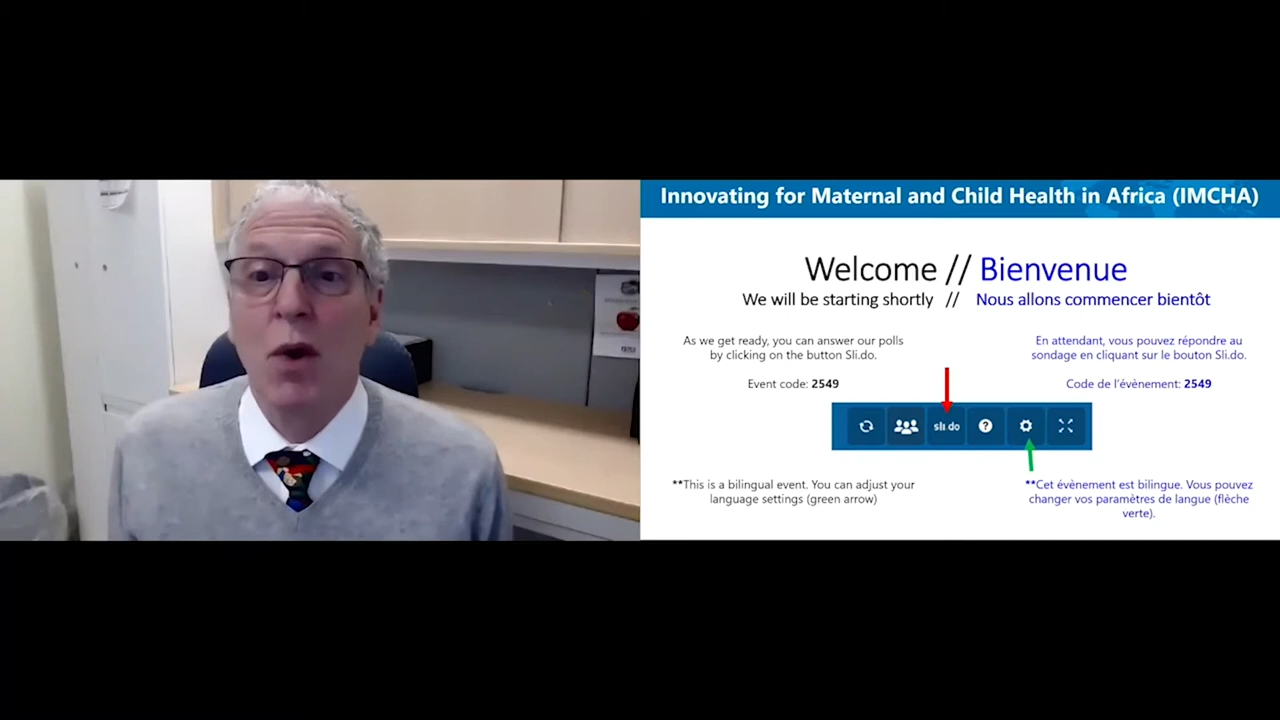 Innovating for Maternal and Child Health in Africa (IMCHA)
Welcome // Bienvenue
We will be starting shortly // Nous allons commencer bientôt
As we get ready, you can answer our polls
by clicking on the button Sli.do.
Event code: 2549
En attendant, vous pouvez répondre au
sondage en cliquant sur le bouton Sli.do.
Code de l'évènement: 2549
sli.do
**This is a bilingual event. You can adjust your
language settings (green arrow)
**Cet évènement est bilingue. Vous pouvez
changer vos paramètres de langue (flèche
verte).